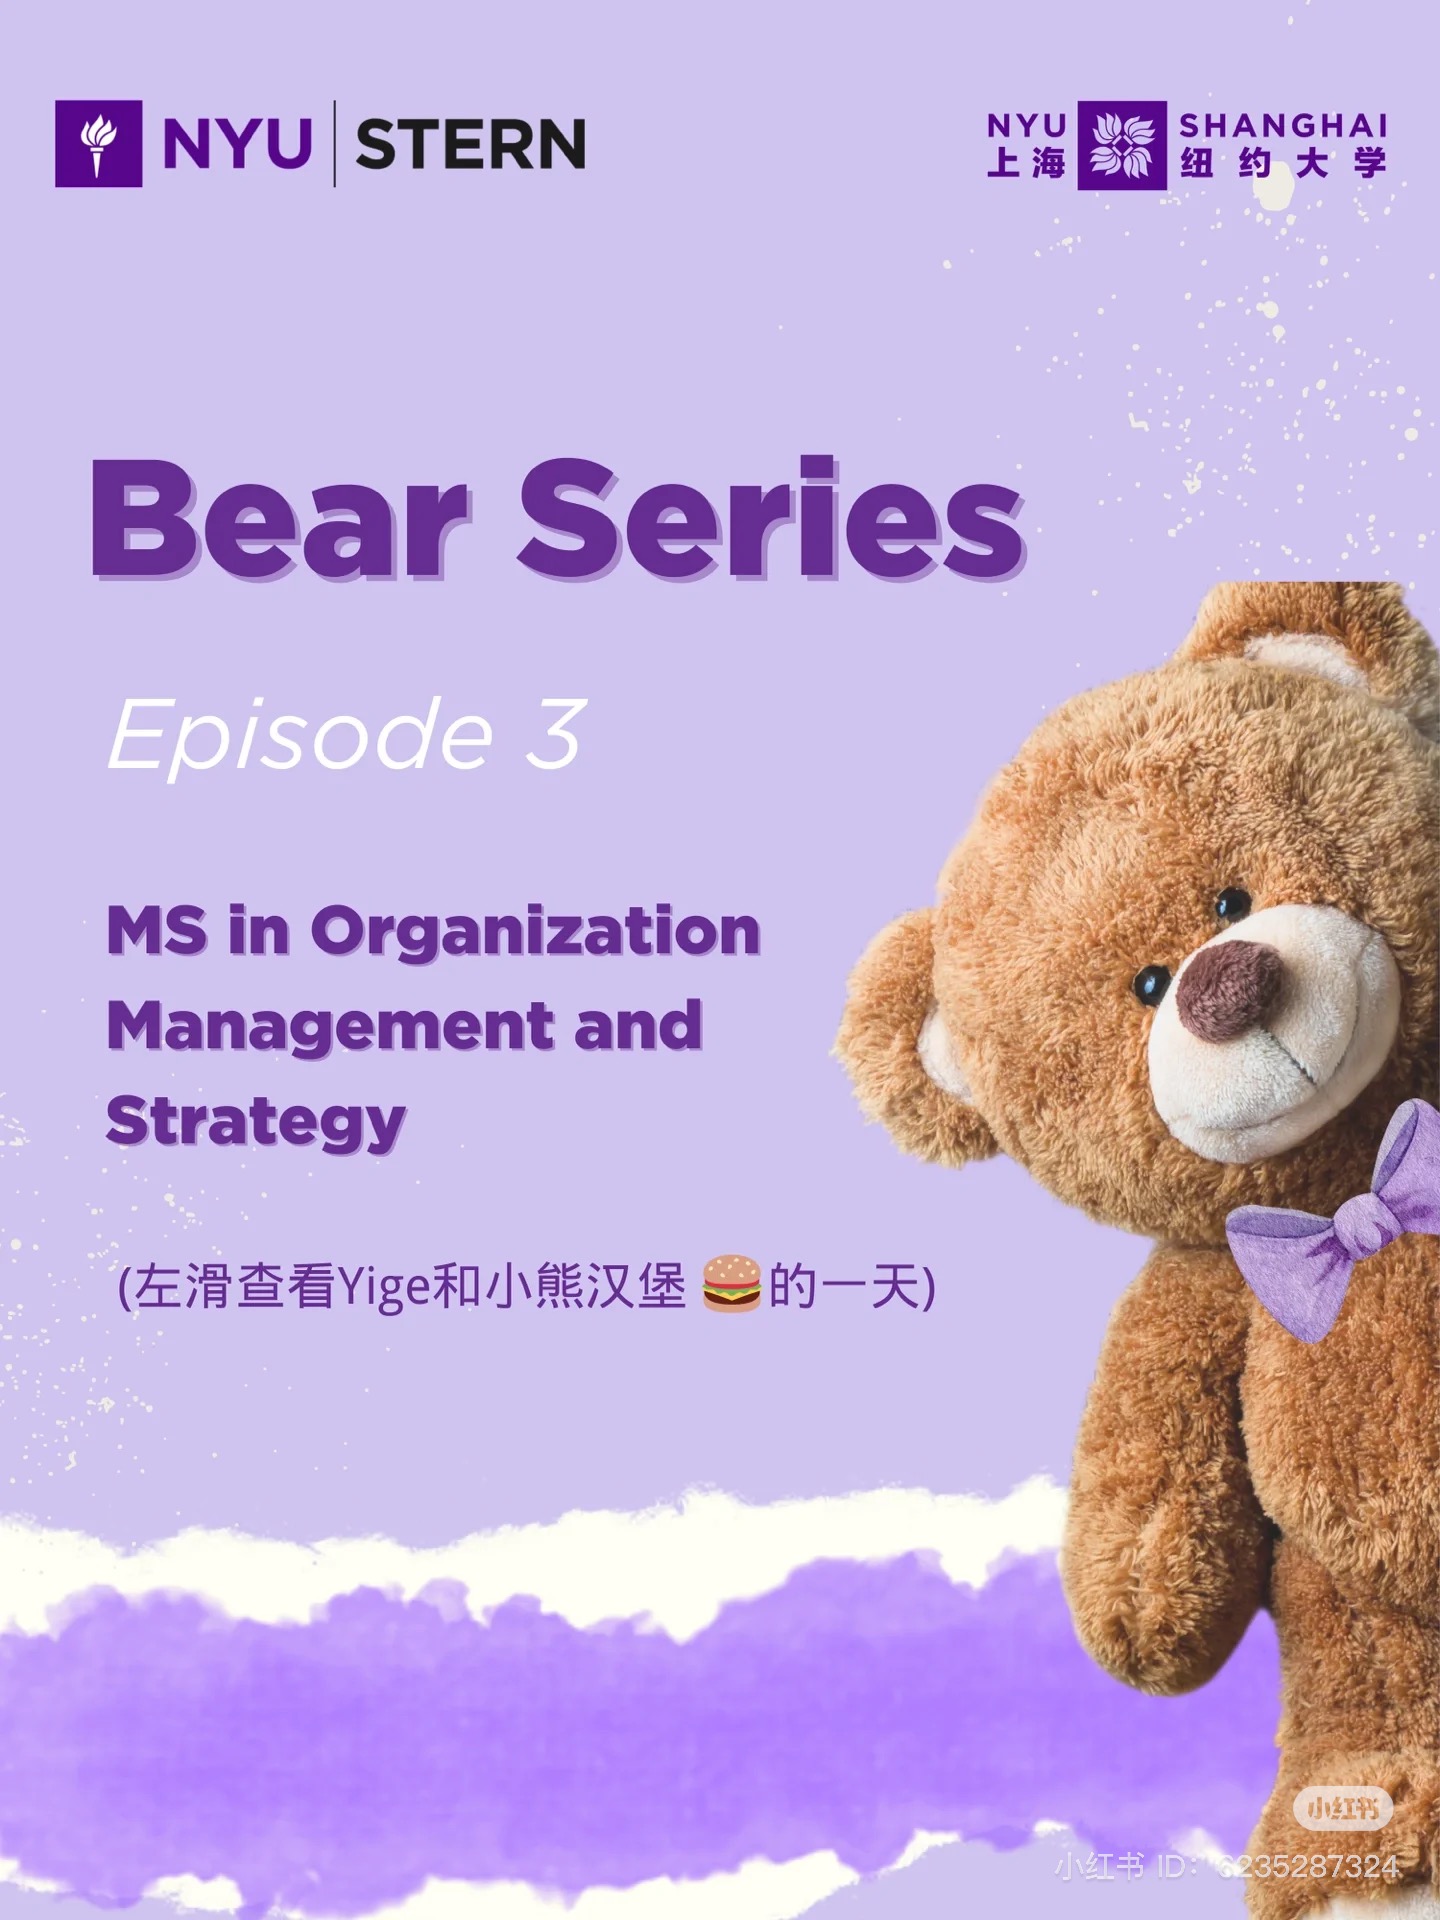 NYU | STERN
NYU SHANGHAI
上海 纽约大学
Bear Series
Episode 3
MS in Organization
Management and
Strategy
(左滑查看Yige和小熊汉堡 🍔的一天)
小红书
小红书 ID: 6235287324